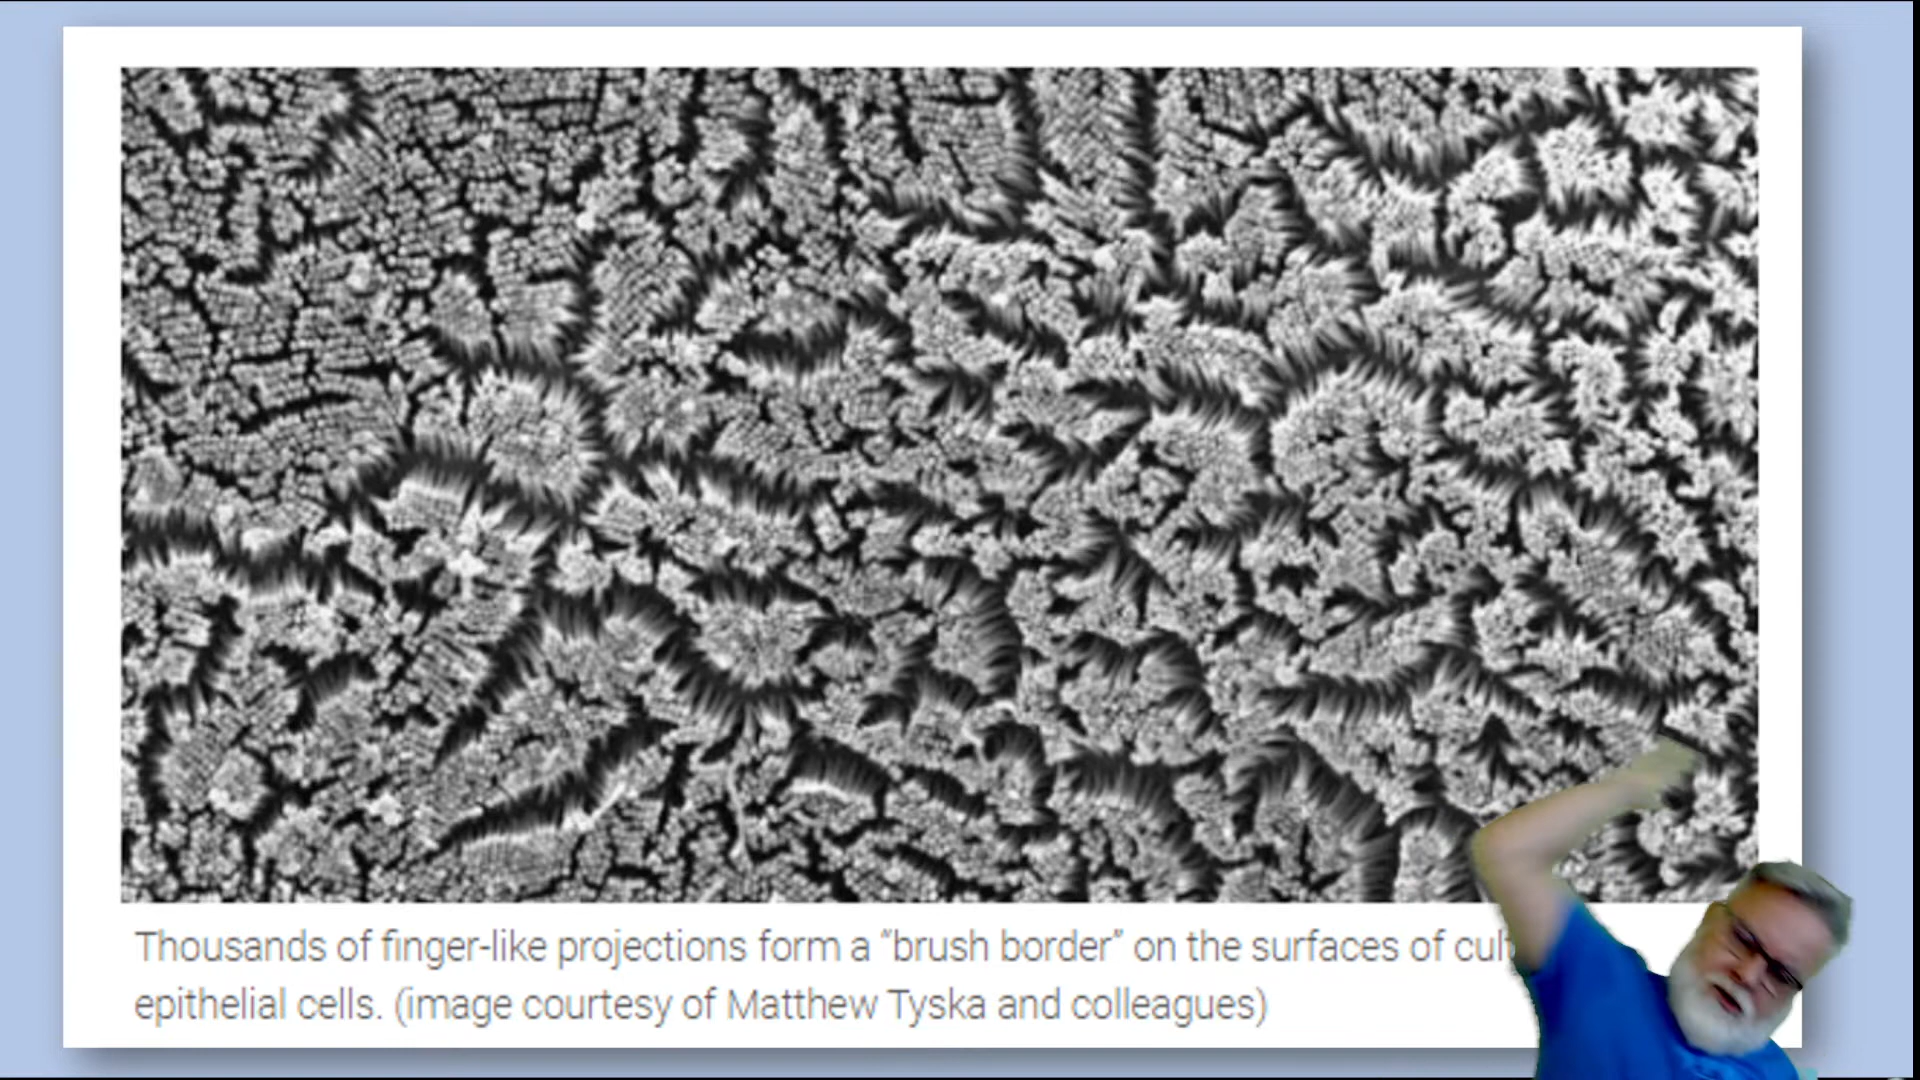 Thousands of finger-like projections form a “brush border” on the surfaces of
epithelial cells. (image courtesy of Matthew Tyska and colleagues)